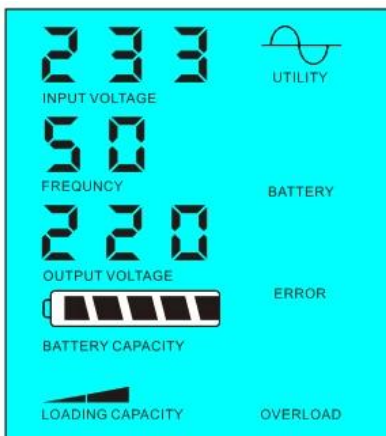 233
INPUT VOLTAGE
UTILITY
50
FREQUNCY
BATTERY
220
OUTPUT VOLTAGE
ERROR
BATTERY CAPACITY
LOADING CAPACITY
OVERLOAD